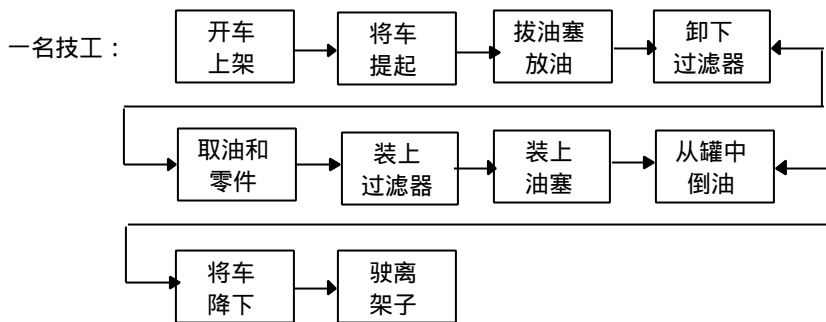 一名技工：
开车
上架
将车
提起
拔油塞
放油
卸下
过滤器
取油和
零件
装上
过滤器
装上
油塞
从罐中
倒油
将车
降下
驶离
架子